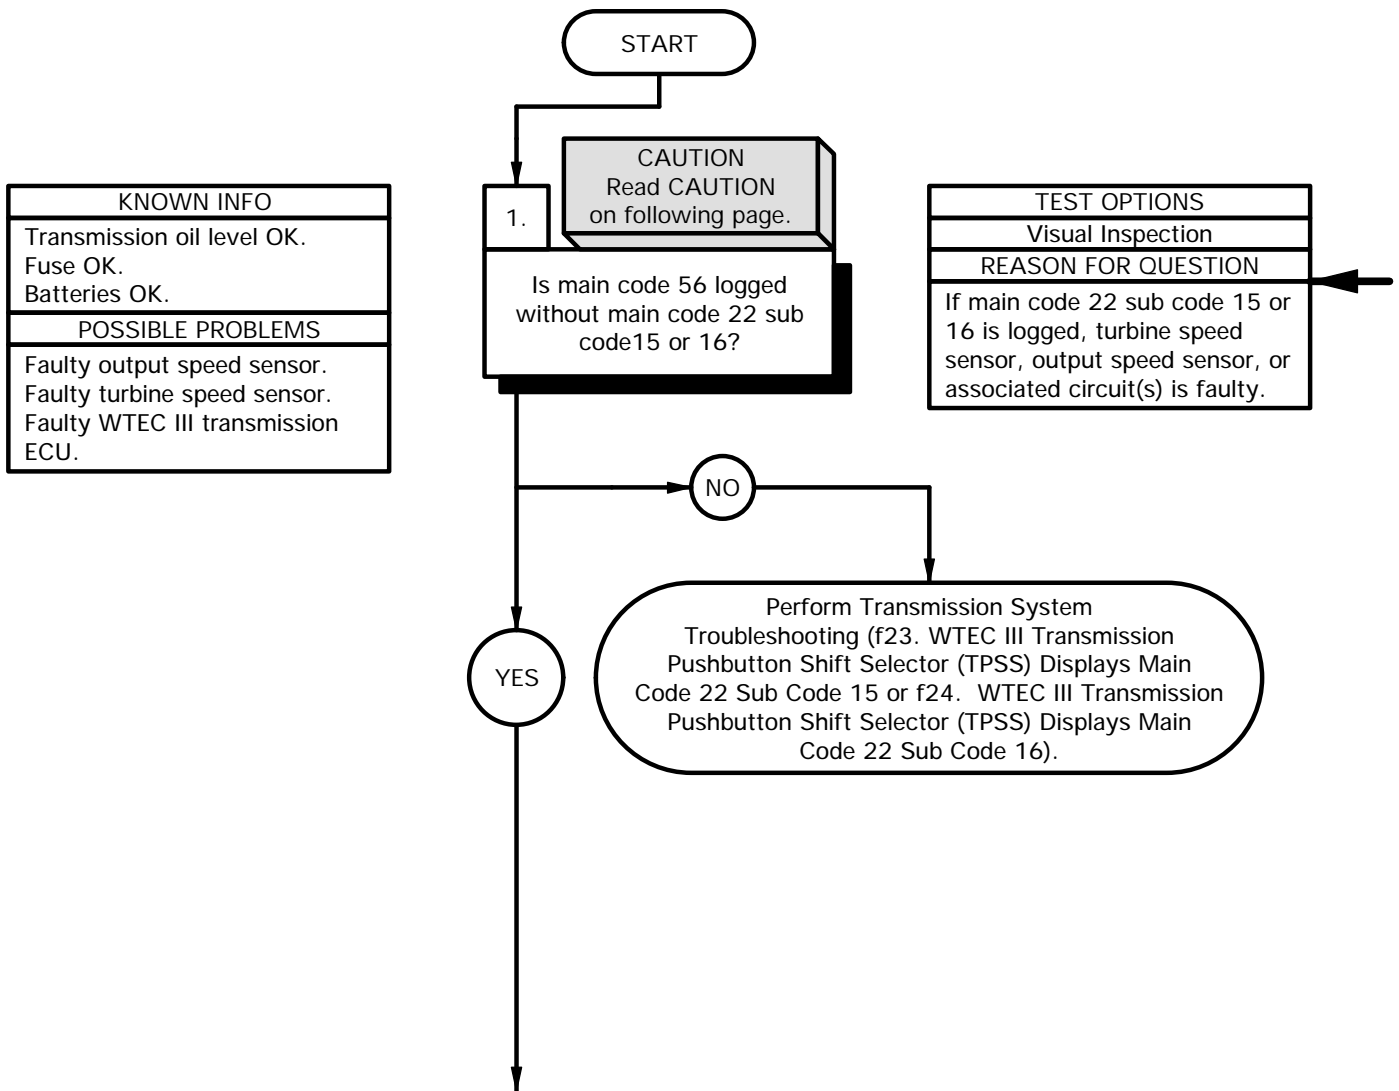 START
CAUTION
Read CAUTION
on following page.
1.
Is main code 56 logged
without main code 22 sub
code15 or 16?
KNOWN INFO
Transmission oil level OK.
Fuse OK.
Batteries OK.
POSSIBLE PROBLEMS
Faulty output speed sensor.
Faulty turbine speed sensor.
Faulty WTEC III transmission
ECU.
TEST OPTIONS
Visual Inspection
REASON FOR QUESTION
If main code 22 sub code 15 or
16 is logged, turbine speed
sensor, output speed sensor, or
associated circuit(s) is faulty.
NO
YES
Perform Transmission System
Troubleshooting (f23. WTEC III Transmission
Pushbutton Shift Selector (TPSS) Displays Main
Code 22 Sub Code 15 or f24. WTEC III Transmission
Pushbutton Shift Selector (TPSS) Displays Main
Code 22 Sub Code 16).